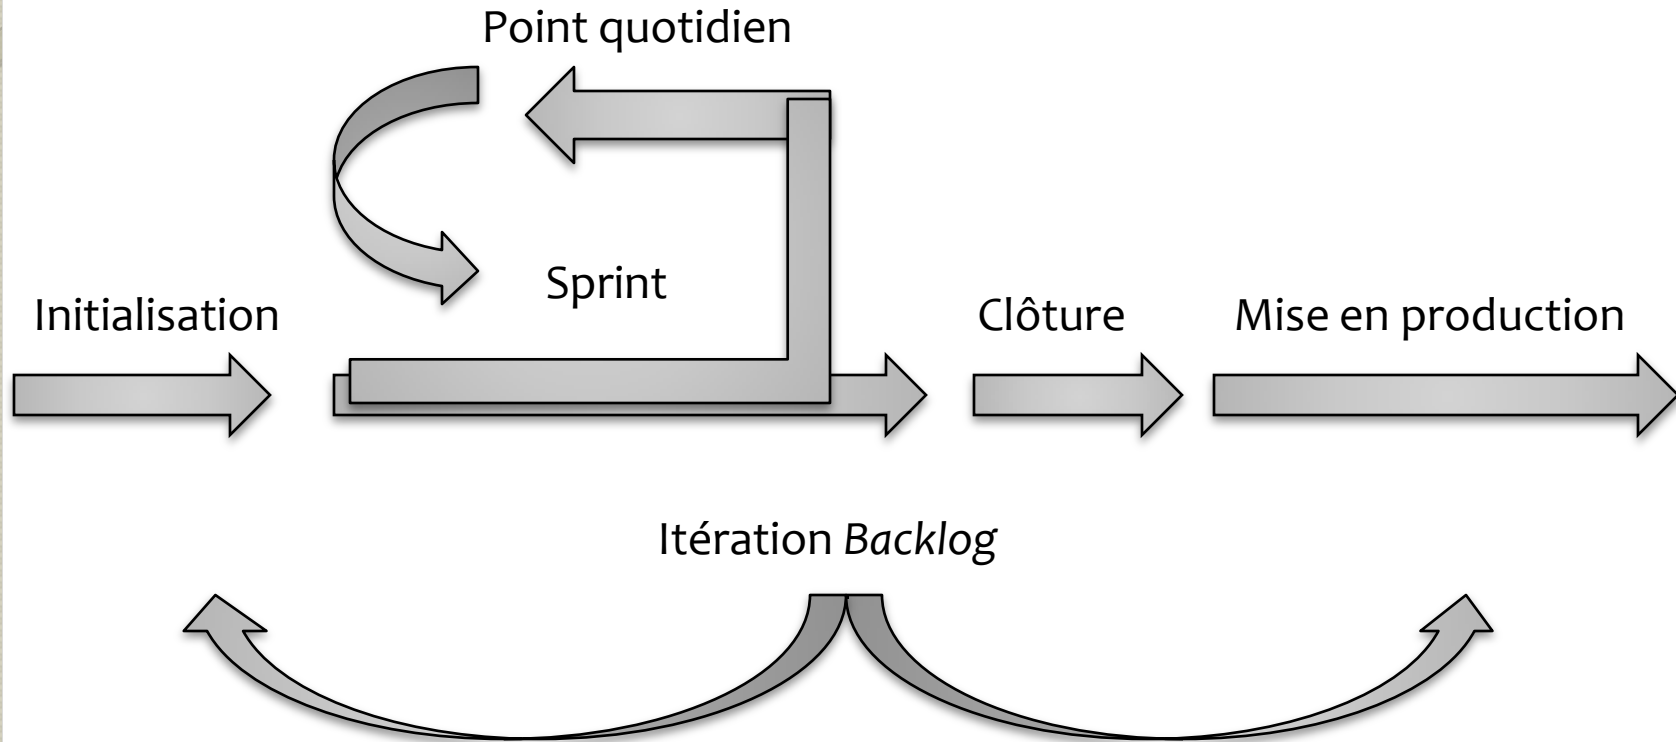 Point quotidien
Sprint
Initialisation
Clôture
Mise en production
Itération Backlog